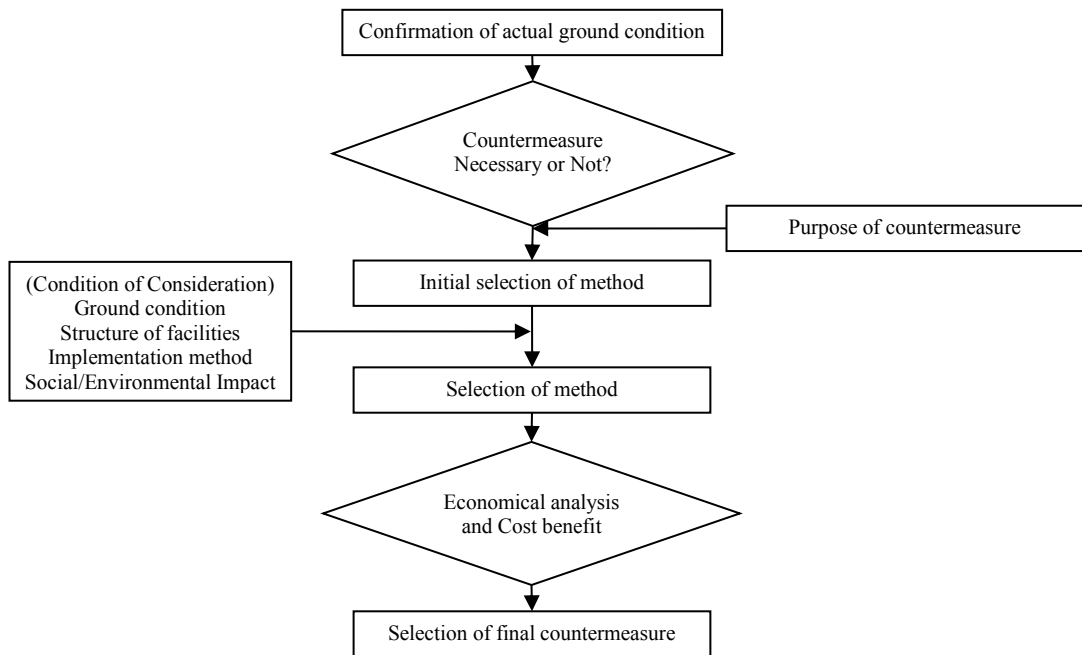 Confirmation of actual ground condition
Countermeasure
Necessary or Not?
Purpose of countermeasure
Initial selection of method
(Condition of Consideration)
Ground condition
Structure of facilities
Implementation method
Social/Environmental Impact
Selection of method
Economical analysis
and Cost benefit
Selection of final countermeasure